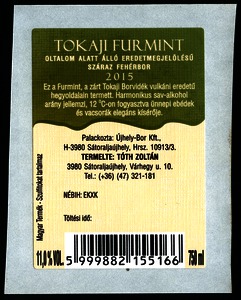 TOKAJI FURMINT
OLTALOM ALATT ÁLLÓ EREDETMEGJELÖLÉSŰ
SZÁRAZ FEHÉRBOR
2015
Ez a Furmint, a zárt Tokaji Borvidék vulkáni eredetű
hegyoldalain termett. Harmonikus sav-alkohol
arány jellemzi, 12 °C-on fogyasztva ünnepi ebédek
és vacsorák elegáns kísérője.
Palackozta: Újhely-Bor Kft.,
H-3980 Sátoraljaújhely, Hrsz. 10913/3.
TERMELTE: TÓTH ZOLTÁN
3980 Sátoraljaújhely, Várhegy u. 10.
Tel.: (+36) (47) 321-181
NÉBIH: EKXK
Töltési idő:
Magyar Termék - Szulfitokat tartalmaz
11,0 % VOL.
5 999882 155166
750 ml